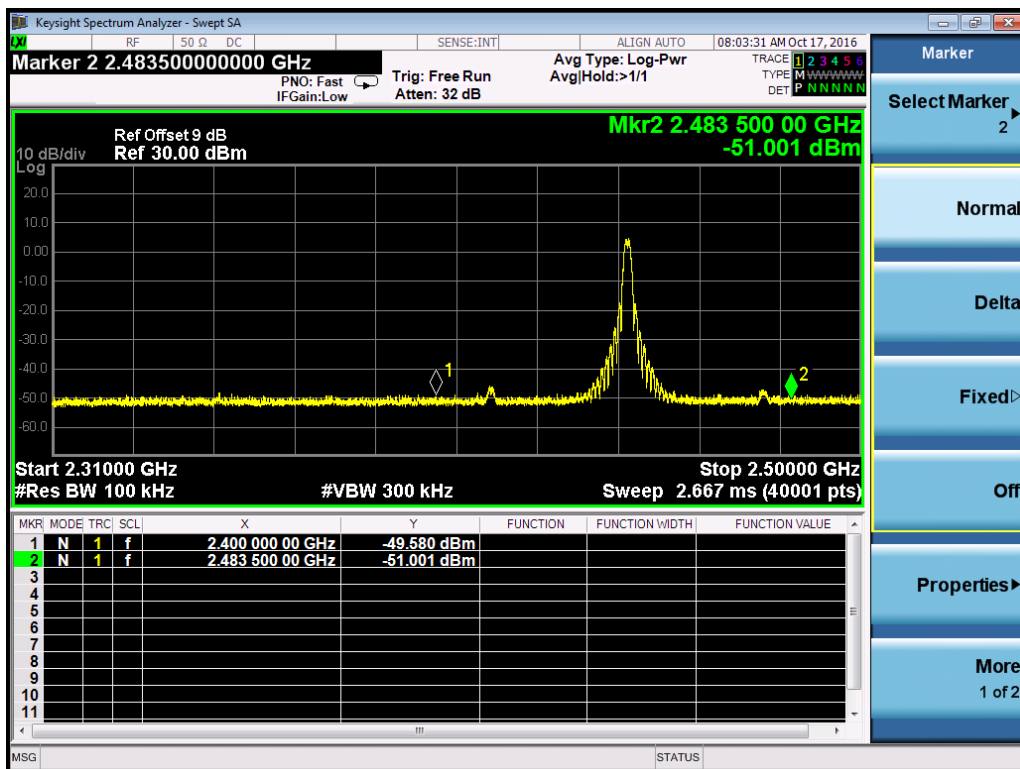 Keysight Spectrum Analyzer - Swept SA
LXI RF 50 Ω DC SENSE:INT ALIGN AUTO 08:03:31 AM Oct 17, 2016
Marker 2 2.483500000000 GHz
PNO: Fast
IFGain:Low
Trig: Free Run
Atten: 32 dB
Avg Type: Log-Pwr
Avg|Hold:>1/1
TRACE 1 2 3 4 5 6
TYPE M WWWWW
DET P N N N N N
Mkr2 2.483 500 00 GHz
-51.001 dBm
Ref Offset 9 dB
10 dB/div Ref 30.00 dBm
Log
20.0
10.0
0.00
-10.0
-20.0
-30.0
-40.0
-50.0
-60.0
1
2
Start 2.31000 GHz Stop 2.50000 GHz
#Res BW 100 kHz #VBW 300 kHz Sweep 2.667 ms (40001 pts)
MKR MODE TRC SCL X Y FUNCTION FUNCTION WIDTH FUNCTION VALUE
1 N 1 f 2.400 000 00 GHz -49.580 dBm
2 N 1 f 2.483 500 00 GHz -51.001 dBm
3
4
5
6
7
8
9
10
11
MSG STATUS
Marker
Select Marker
2
Normal
Delta
Fixed
Off
Properties
More
1 of 2